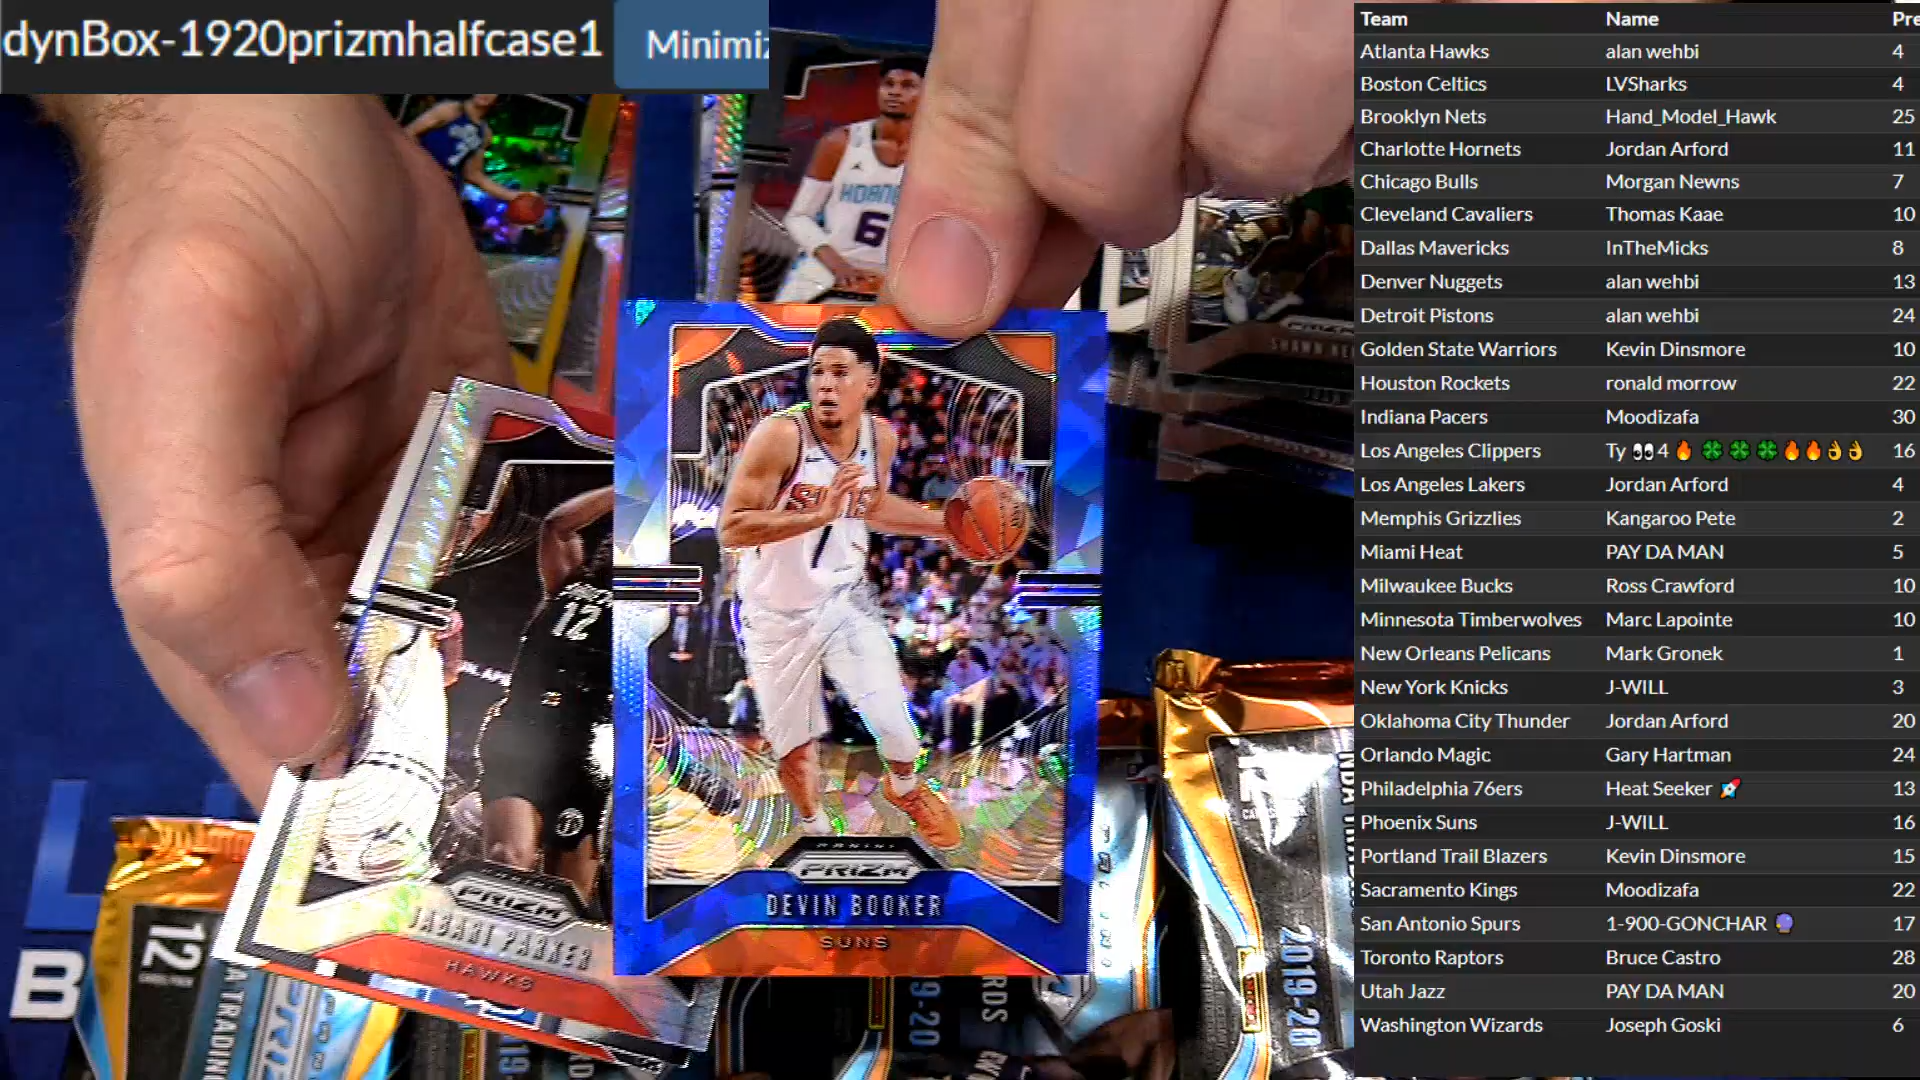 dynBox-1920prizmhalfcase1
Minimiz
HORN
6
SUNS
1
12
PANINI
PRIZM
DEVIN BOOKER
SUNS
PRIZM
JABARI PARKER
HAWKS
B
12
A TRADING
2019-20
19-20
Team Name Pre
Atlanta Hawks alan wehbi 4
Boston Celtics LVSharks 4
Brooklyn Nets Hand_Model_Hawk 25
Charlotte Hornets Jordan Arford 11
Chicago Bulls Morgan Newns 7
Cleveland Cavaliers Thomas Kaae 10
Dallas Mavericks InTheMicks 8
Denver Nuggets alan wehbi 13
Detroit Pistons alan wehbi 24
Golden State Warriors Kevin Dinsmore 10
Houston Rockets ronald morrow 22
Indiana Pacers Moodizafa 30
Los Angeles Clippers Ty 👀4 🔥 🍀 🍀 🍀🔥🔥👌👌 16
Los Angeles Lakers Jordan Arford 4
Memphis Grizzlies Kangaroo Pete 2
Miami Heat PAY DA MAN 5
Milwaukee Bucks Ross Crawford 10
Minnesota Timberwolves Marc Lapointe 10
New Orleans Pelicans Mark Gronek 1
New York Knicks J-WILL 3
Oklahoma City Thunder Jordan Arford 20
Orlando Magic Gary Hartman 24
Philadelphia 76ers Heat Seeker 🚀 13
Phoenix Suns J-WILL 16
Portland Trail Blazers Kevin Dinsmore 15
Sacramento Kings Moodizafa 22
San Antonio Spurs 1-900-GONCHAR 🔮 17
Toronto Raptors Bruce Castro 28
Utah Jazz PAY DA MAN 20
Washington Wizards Joseph Goski 6